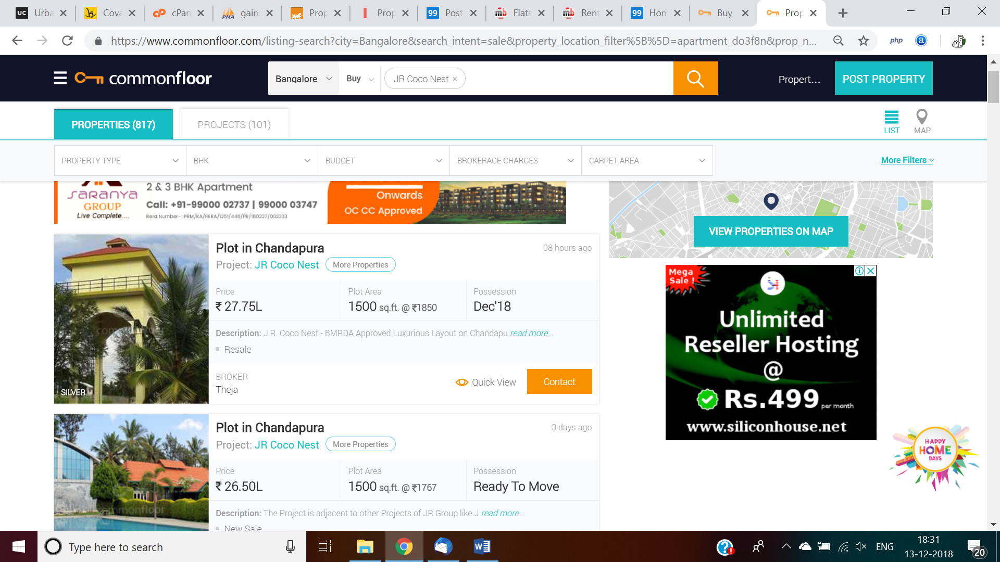 UC Urba
Cova
cP cPan
PMA gain
Prop
Prop
99 Post
mb Flats
mb Rent
99 Hom
Buy
Prop
https://www.commonfloor.com/listing-search?city=Bangalore&search_intent=sale&property_location_filter%5B%5D=apartment_do3f8n&prop_n...
php
a
commonfloor
Bangalore
Buy
JR Coco Nest ×
Propert...
POST PROPERTY
PROPERTIES (817)
PROJECTS (101)
LIST
MAP
PROPERTY TYPE
BHK
BUDGET
BROKERAGE CHARGES
CARPET AREA
More Filters
SARANYA
GROUP
Live Complete....
2 & 3 BHK Apartment
Call: +91-99000 02737 | 99000 03747
Rera Number-: PRM/KA/RERA/1251/446/PR/180227/002333
Onwards
OC CC Approved
VIEW PROPERTIES ON MAP
Plot in Chandapura
08 hours ago
Project: JR Coco Nest
More Properties
Price
₹ 27.75L
Plot Area
1500 sq.ft. @ ₹1850
Possession
Dec'18
Description: J.R. Coco Nest - BMRDA Approved Luxurious Layout on Chandapu read more...
Resale
BROKER
Theja
Quick View
Contact
SILVER
Plot in Chandapura
3 days ago
Project: JR Coco Nest
More Properties
Price
₹ 26.50L
Plot Area
1500 sq.ft. @ ₹1767
Possession
Ready To Move
Description: The Project is adjacent to other Projects of JR Group like J read more...
New Sale
Mega
Sale !
Unlimited
Reseller Hosting
@
Rs.499 per month
www.siliconhouse.net
HAPPY
HOME
DAYS
Type here to search
ENG
18:31
13-12-2018
20